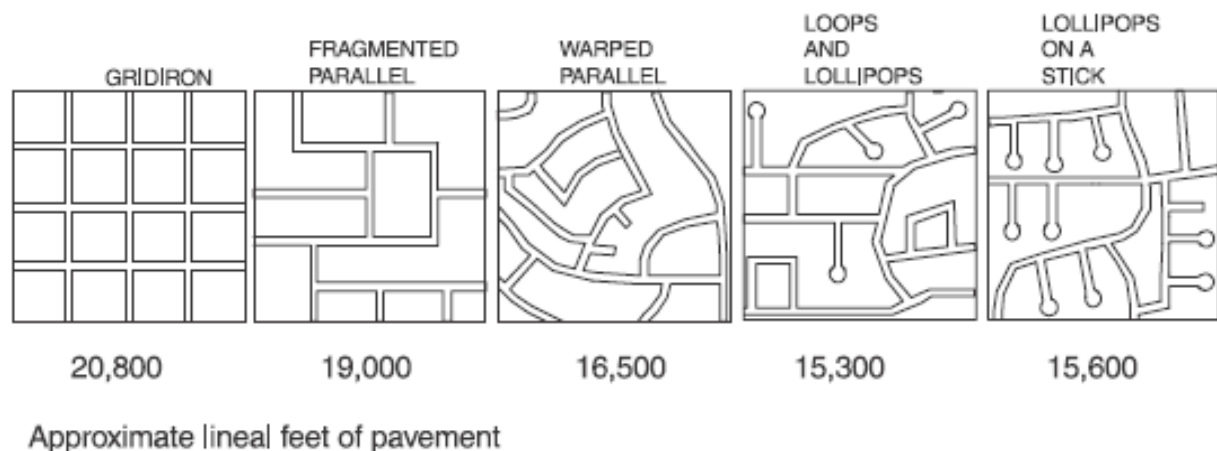 GRIDIRON
FRAGMENTED
PARALLEL
WARPED
PARALLEL
LOOPS
AND
LOLLIPOPS
LOLLIPOPS
ON A
STICK
20,800
19,000
16,500
15,300
15,600
Approximate lineal feet of pavement